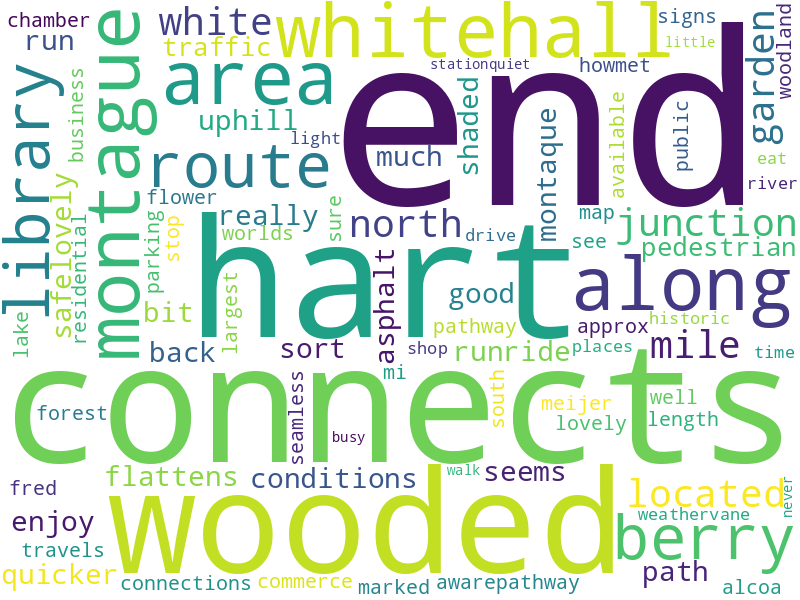 chamber
white
whitehall
signs
run
traffic
little
end
stationquiet
howmet
garden
woodland
area
montague
library
business
uphill
shaded
light
much
available
public
eat
route
river
flower
safelovely
residential
parking
stop
really
worlds
sure
north
drive
montaque
map
see
junction
pedestrian
hart
along
lake
bit
largest
asphalt
good
pathway
approx
historic
back
sort
shop
runride
places
mile
time
connects
mi
seamless
south
meijer
lovely
well
length
forest
busy
flattens
conditions
seems
walk
located
never
fred
wooded
weathervane
enjoy
berry
travels
quicker
connections
commerce
marked
awarepathway
path
alcoa